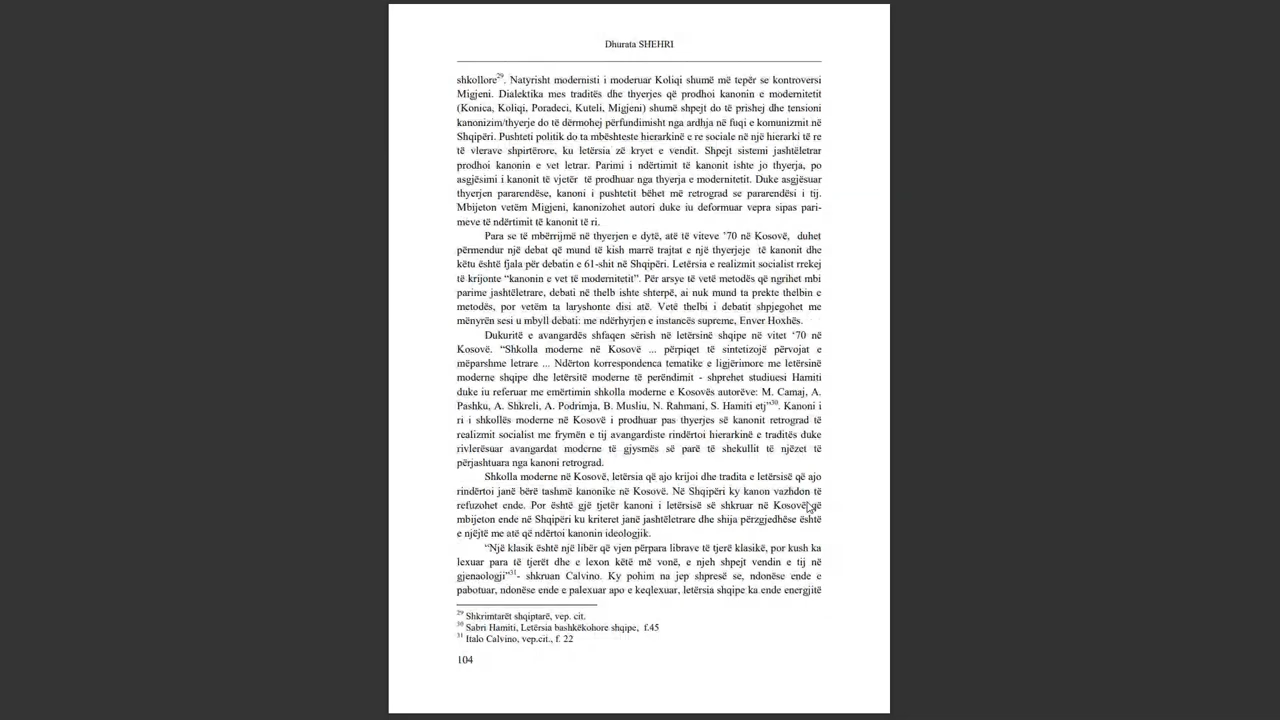 Dhurata SHEHRI
shkollore29. Natyrisht modernisti i moderuar Koliqi shumë më tepër se kontroversi
Migjeni. Dialektika mes traditës dhe thyerjes që prodhoi kanonin e modernitetit
(Konica, Koliqi, Poradeci, Kuteli, Migjeni) shumë shpejt do të prishej dhe tensioni
kanonizim/thyerje do të dërmohej përfundimisht nga ardhja në fuqi e komunizmit në
Shqipëri. Pushteti politik do ta mbështeste hierarkinë e re sociale në një hierarki të re
të vlerave shpirtërore, ku letërsia zë kryet e vendit. Shpejt sistemi jashtëletrar
prodhoi kanonin e vet letrar. Parimi i ndërtimit të kanonit ishte jo thyerja, po
asgjësimi i kanonit të vjetër të prodhuar nga thyerja e modernitetit. Duke asgjësuar
thyerjen pararendëse, kanoni i pushtetit bëhet më retrograd se pararendësi i tij.
Mbijeton vetëm Migjeni, kanonizohet autori duke iu deformuar vepra sipas pari-
meve të ndërtimit të kanonit të ri.
Para se të mbërrijmë në thyerjen e dytë, atë të viteve ’70 në Kosovë, duhet
përmendur një debat që mund të kish marrë trajtat e një thyerjeje të kanonit dhe
këtu është fjala për debatin e 61-shit në Shqipëri. Letërsia e realizmit socialist rrekej
të krijonte “kanonin e vet të modernitetit”. Për arsye të vetë metodës që ngrihet mbi
parime jashtëletrare, debati në thelb ishte shterpë, ai nuk mund ta prekte thelbin e
metodës, por vetëm ta laryshonte disi atë. Vetë thelbi i debatit shpjegohet me
mënyrën sesi u mbyll debati: me ndërhyrjen e instancës supreme, Enver Hoxhës.
Dukuritë e avangardës shfaqen sërish në letërsinë shqipe në vitet ‘70 në
Kosovë. “Shkolla moderne në Kosovë ... përpiqet të sintetizojë përvojat e
mëparshme letrare ... Ndërton korrespondenca tematike e ligjërimore me letërsinë
moderne shqipe dhe letërsitë moderne të perëndimit - shprehet studiuesi Hamiti
duke iu referuar me emërtimin shkolla moderne e Kosovës autorëve: M. Camaj, A.
Pashku, A. Shkreli, A. Podrimja, B. Musliu, N. Rahmani, S. Hamiti etj”30. Kanoni i
ri i shkollës moderne në Kosovë i prodhuar pas thyerjes së kanonit retrograd të
realizmit socialist me frymën e tij avangardiste rindërtoi hierarkinë e traditës duke
rivlerësuar avangardat moderne të gjysmës së parë të shekullit të njëzet të
përjashtuara nga kanoni retrograd.
Shkolla moderne në Kosovë, letërsia që ajo krijoi dhe tradita e letërsisë që ajo
rindërtoi janë bërë tashmë kanonike në Kosovë. Në Shqipëri ky kanon vazhdon të
refuzohet ende. Por është gjë tjetër kanoni i letërsisë së shkruar në Kosovë që
mbijeton ende në Shqipëri ku kriteret janë jashtëletrare dhe shija përzgjedhëse është
e njëjtë me atë që ndërtoi kanonin ideologjik.
“Një klasik është një libër që vjen përpara librave të tjerë klasikë, por kush ka
lexuar para të tjerët dhe e lexon këtë më vonë, e njeh shpejt vendin e tij në
gjenaologji”31- shkruan Calvino. Ky pohim na jep shpresë se, ndonëse ende e
pabotuar, ndonëse ende e palexuar apo e keqlexuar, letërsia shqipe ka ende energjitë
29 Shkrimtarët shqiptarë, vep. cit.
30 Sabri Hamiti, Letërsia bashkëkohore shqipe, f.45
31 Italo Calvino, vep.cit., f. 22
104